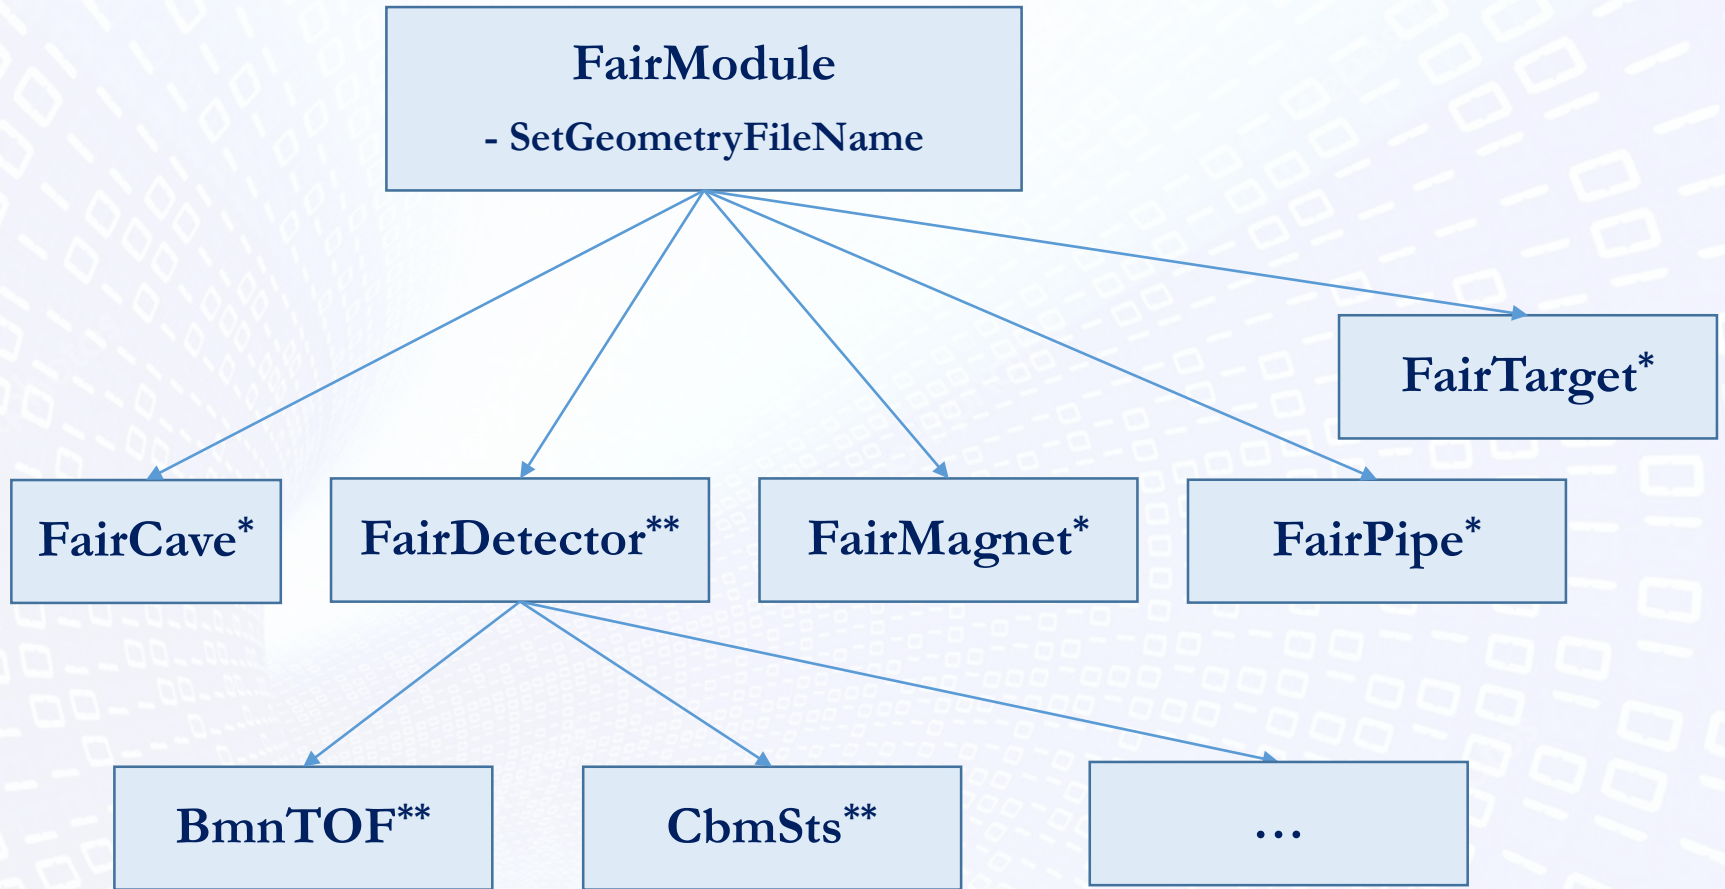 FairModule
- SetGeometryFileName
FairTarget*
FairCave*
FairDetector**
FairMagnet*
FairPipe*
BmnTOF**
CbmSts**
...